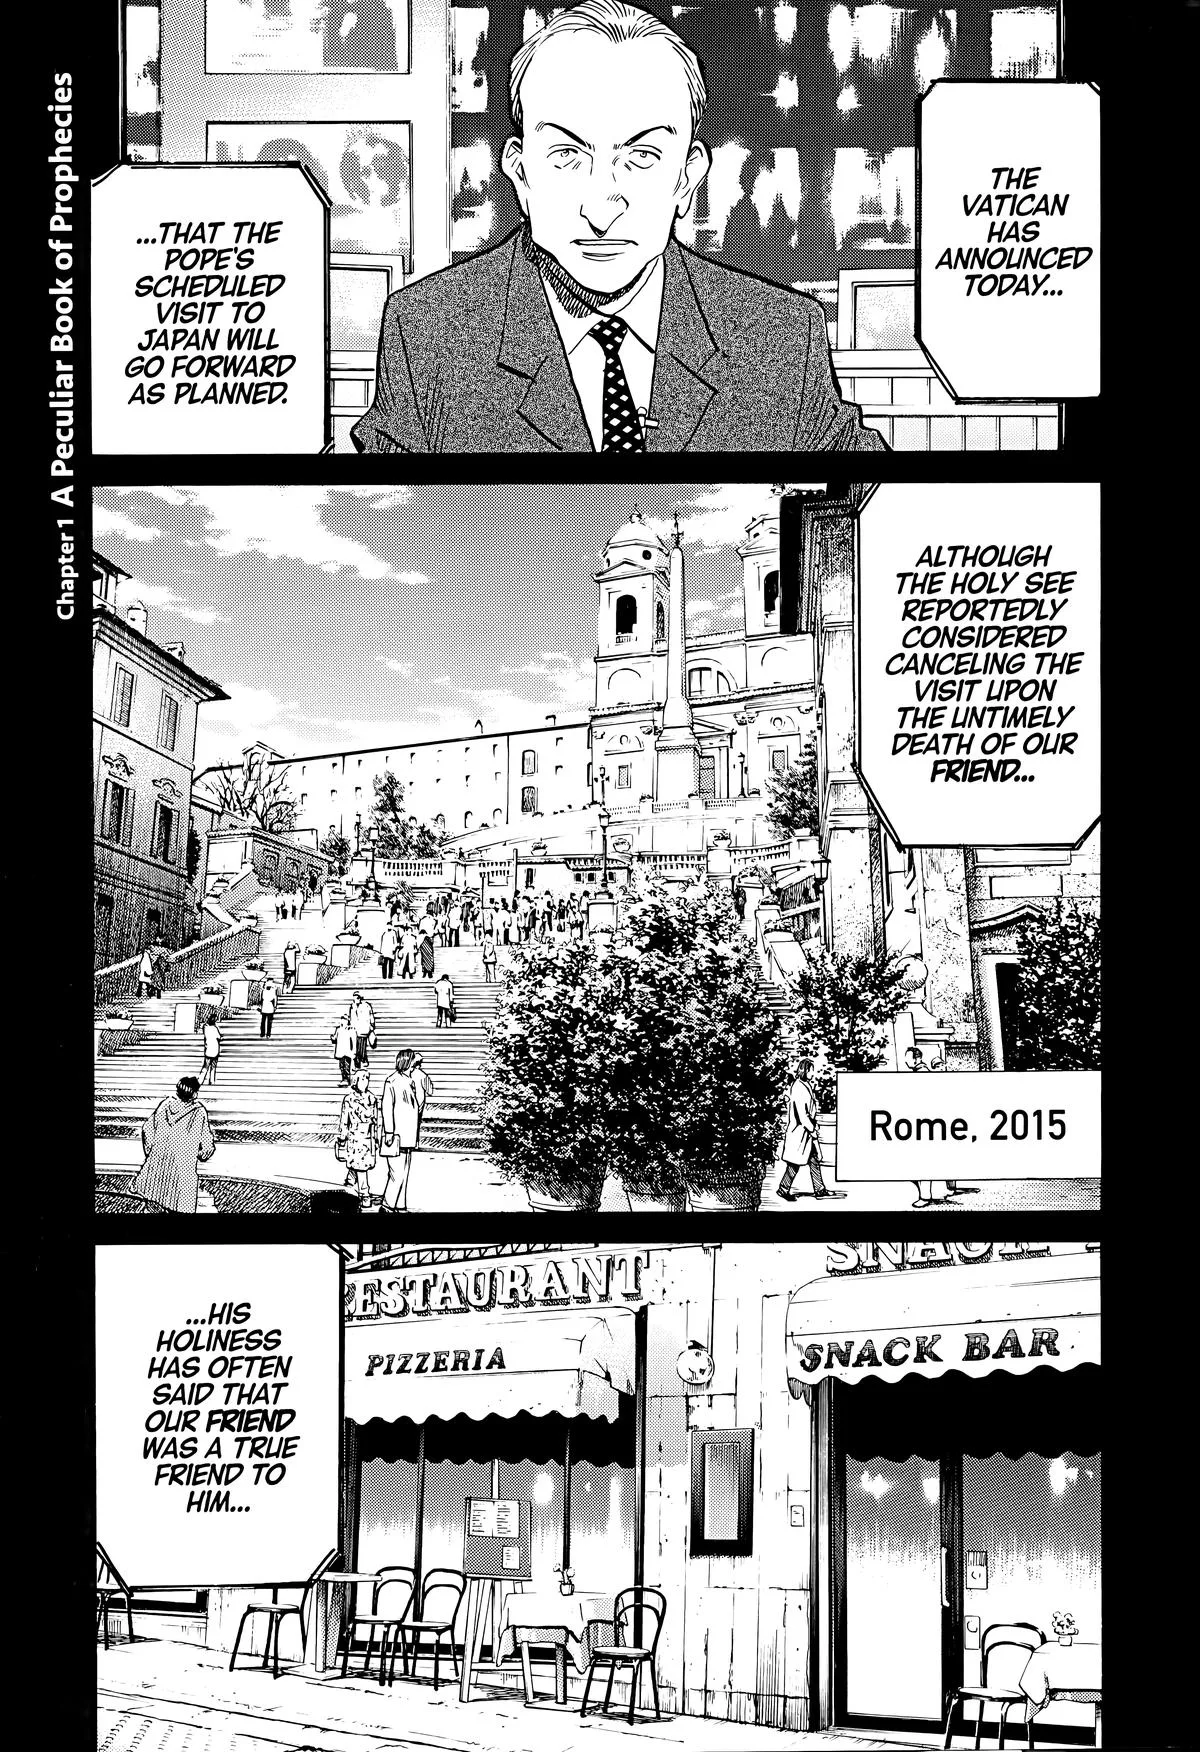 Chapter 1 A Peculiar Book of Prophecies
THE
VATICAN
HAS
ANNOUNCED
TODAY...
...THAT THE
POPE'S
SCHEDULED
VISIT TO
JAPAN WILL
GO FORWARD
AS PLANNED.
ALTHOUGH
THE HOLY SEE
REPORTEDLY
CONSIDERED
CANCELING THE
VISIT UPON
THE UNTIMELY
DEATH OF OUR
FRIEND...
Rome, 2015
...HIS
HOLINESS
HAS OFTEN
SAID THAT
OUR FRIEND
WAS A TRUE
FRIEND TO
HIM...
RESTAURANT
PIZZERIA
SNACK
SNACK BAR